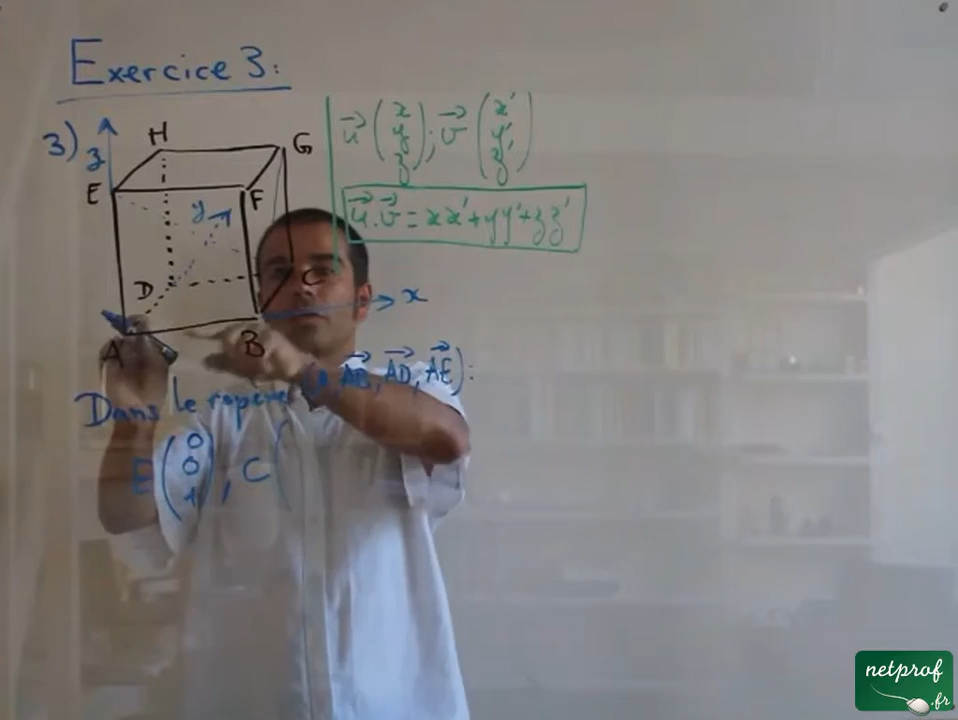 Exercice 3:
3)
z
H
G
E
F
y
D
C
x
A
B
u⃗ (x y z) ; v⃗ (x' y' z')
u⃗.v⃗ = xx' + yy' + zz'
Dans le repère (A, AB⃗, AD⃗, AE⃗):
E (0 0 1), C (
netprof
.fr